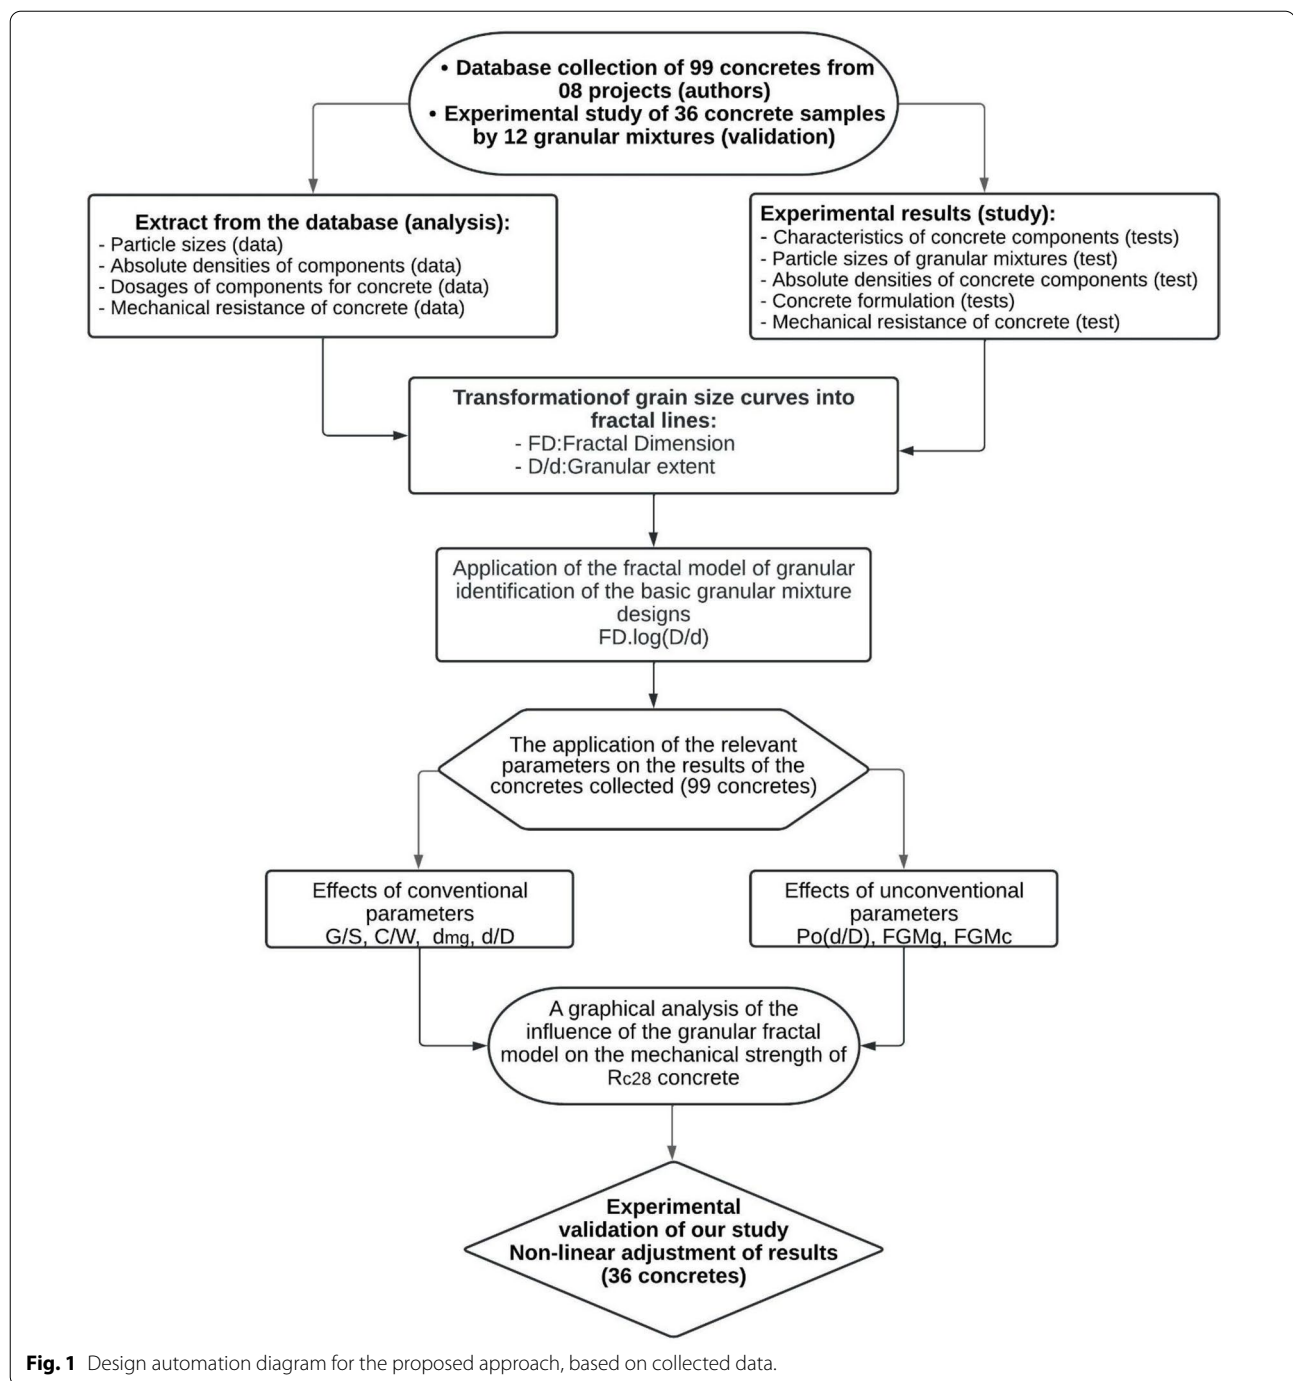 • Database collection of 99 concretes from
08 projects (authors)
• Experimental study of 36 concrete samples
by 12 granular mixtures (validation)
Extract from the database (analysis):
- Particle sizes (data)
- Absolute densities of components (data)
- Dosages of components for concrete (data)
- Mechanical resistance of concrete (data)
Experimental results (study):
- Characteristics of concrete components (tests)
- Particle sizes of granular mixtures (test)
- Absolute densities of concrete components (test)
- Concrete formulation (tests)
- Mechanical resistance of concrete (test)
Transformationof grain size curves into
fractal lines:
- FD:Fractal Dimension
- D/d:Granular extent
Application of the fractal model of granular
identification of the basic granular mixture
designs
FD.log(D/d)
The application of the relevant
parameters on the results of the
concretes collected (99 concretes)
Effects of conventional
parameters
G/S, C/W, dmg, d/D
Effects of unconventional
parameters
Po(d/D), FGMg, FGMc
A graphical analysis of the
influence of the granular fractal
model on the mechanical strength of
Rc28 concrete
Experimental
validation of our study
Non-linear adjustment of results
(36 concretes)
Fig. 1 Design automation diagram for the proposed approach, based on collected data.